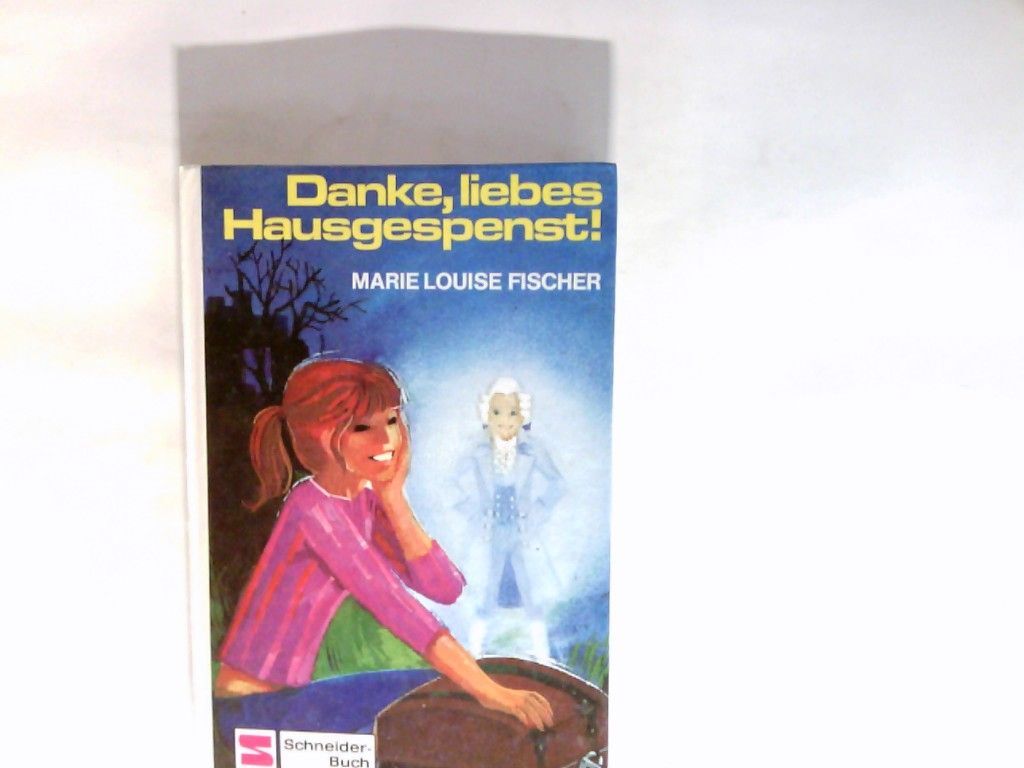 Danke, liebes
Hausgespenst!
MARIE LOUISE FISCHER
Schneider-
Buch